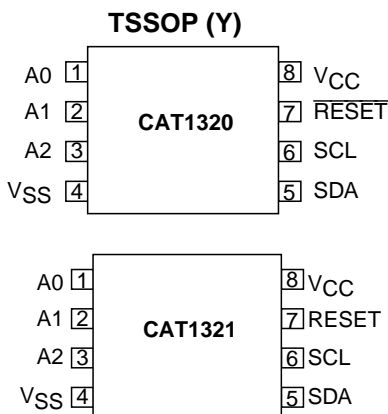 TSSOP (Y)
A0 1 8 VCC
A1 2 CAT1320 7 RESET
A2 3 6 SCL
VSS 4 5 SDA
A0 1 8 VCC
A1 2 CAT1321 7 RESET
A2 3 6 SCL
VSS 4 5 SDA